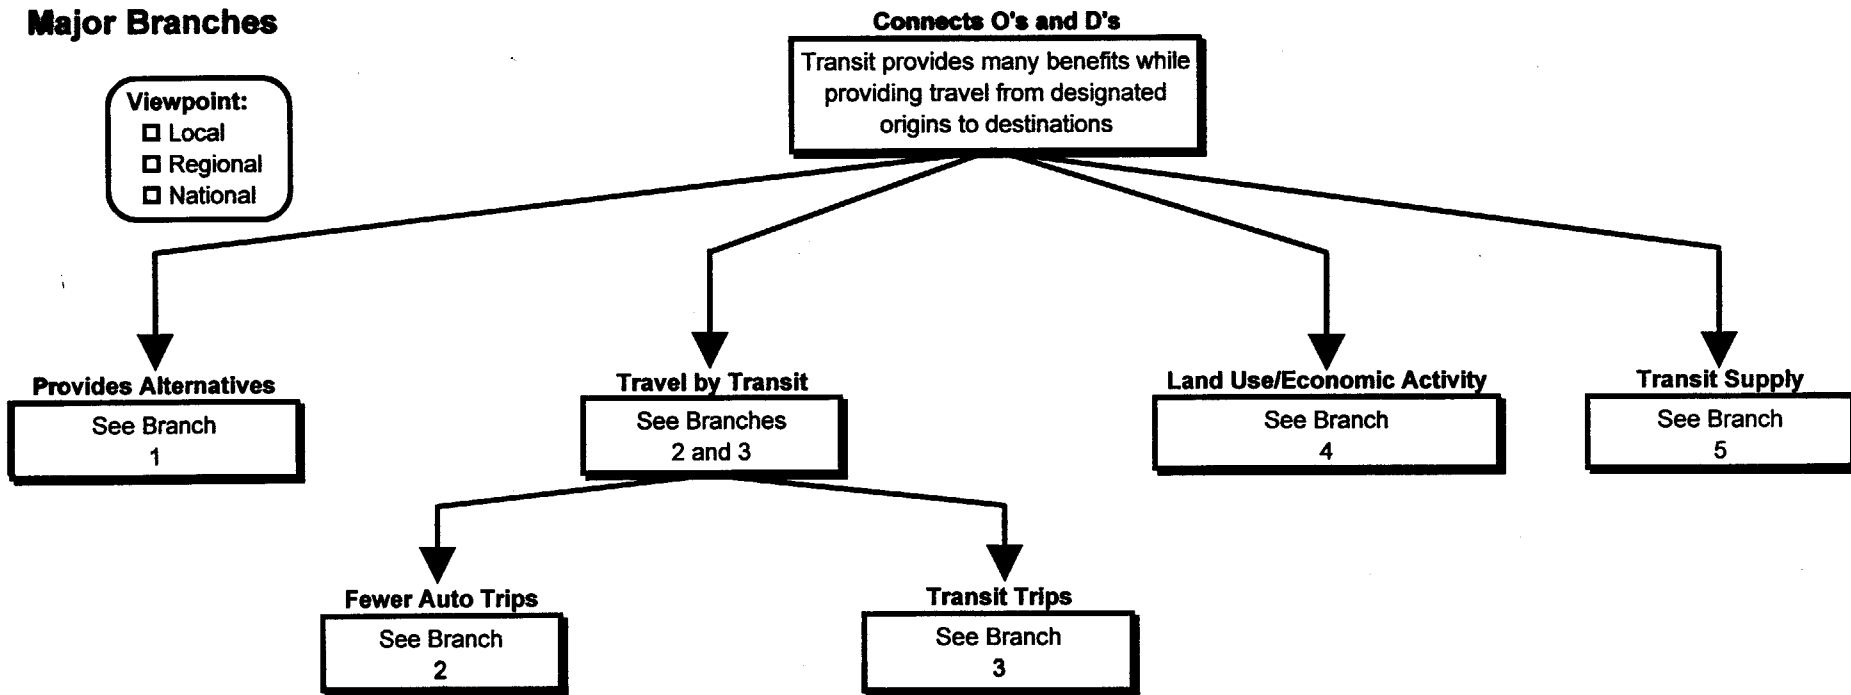 Major Branches
Viewpoint:
☐ Local
☐ Regional
☐ National
Connects O's and D's
Transit provides many benefits while
providing travel from designated
origins to destinations
Provides Alternatives
See Branch
1
Travel by Transit
See Branches
2 and 3
Land Use/Economic Activity
See Branch
4
Transit Supply
See Branch
5
Fewer Auto Trips
See Branch
2
Transit Trips
See Branch
3